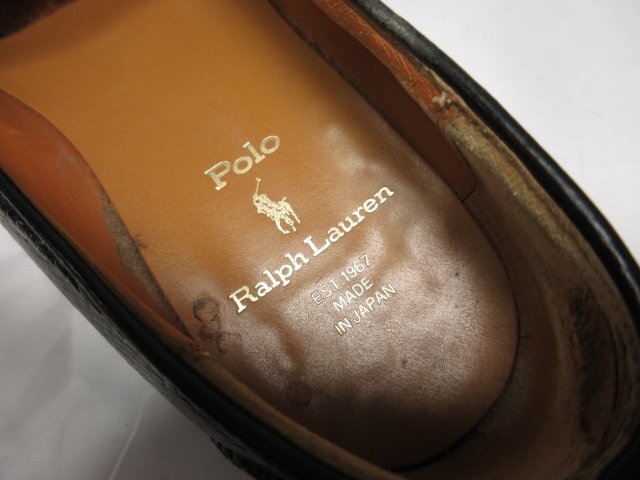 Polo
Ralph Lauren
EST. 1967
MADE
IN JAPAN